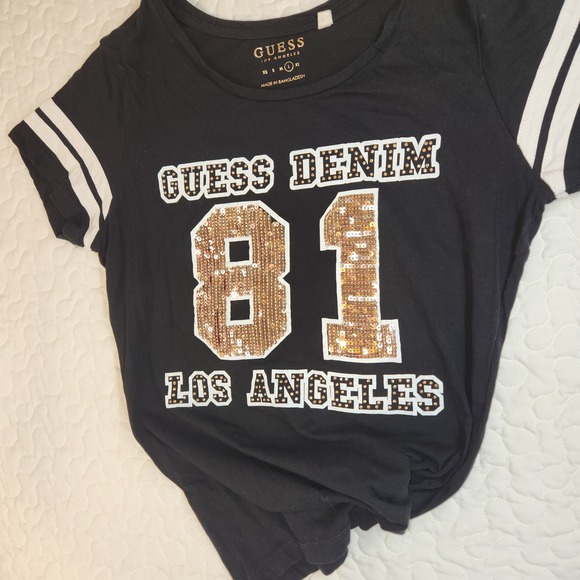 GUESS
LOS ANGELES
MADE IN BANGLADESH
GUESS DENIM
81
LOS ANGELES